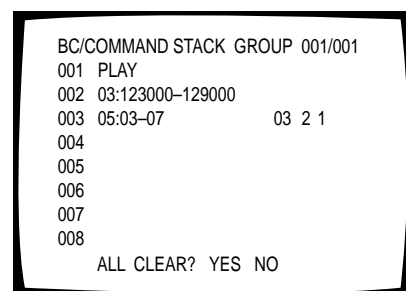 BC/COMMAND STACK GROUP 001/001
001 PLAY
002 03:123000–129000
003 05:03–07 03 2 1
004
005
006
007
008
ALL CLEAR? YES NO